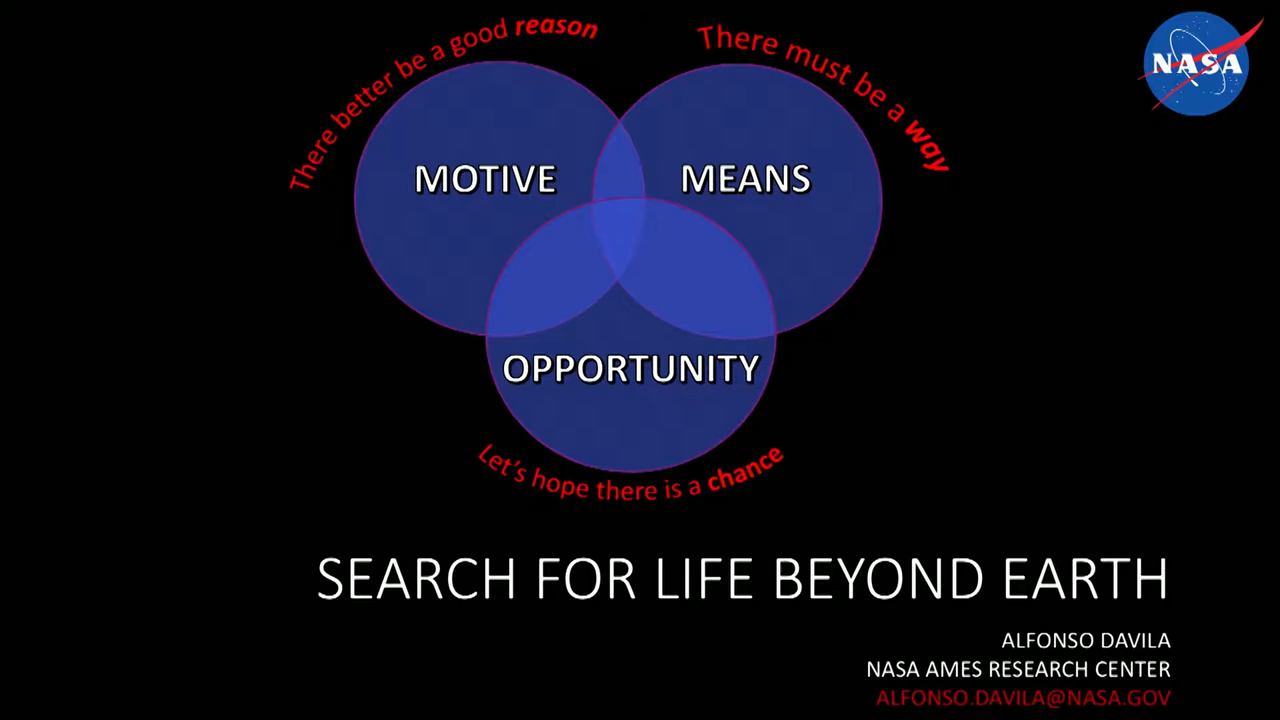 There better be a good reason
There must be a way
NASA
MOTIVE
MEANS
OPPORTUNITY
Let's hope there is a chance
SEARCH FOR LIFE BEYOND EARTH
ALFONSO DAVILA
NASA AMES RESEARCH CENTER
ALFONSO.DAVILA@NASA.GOV